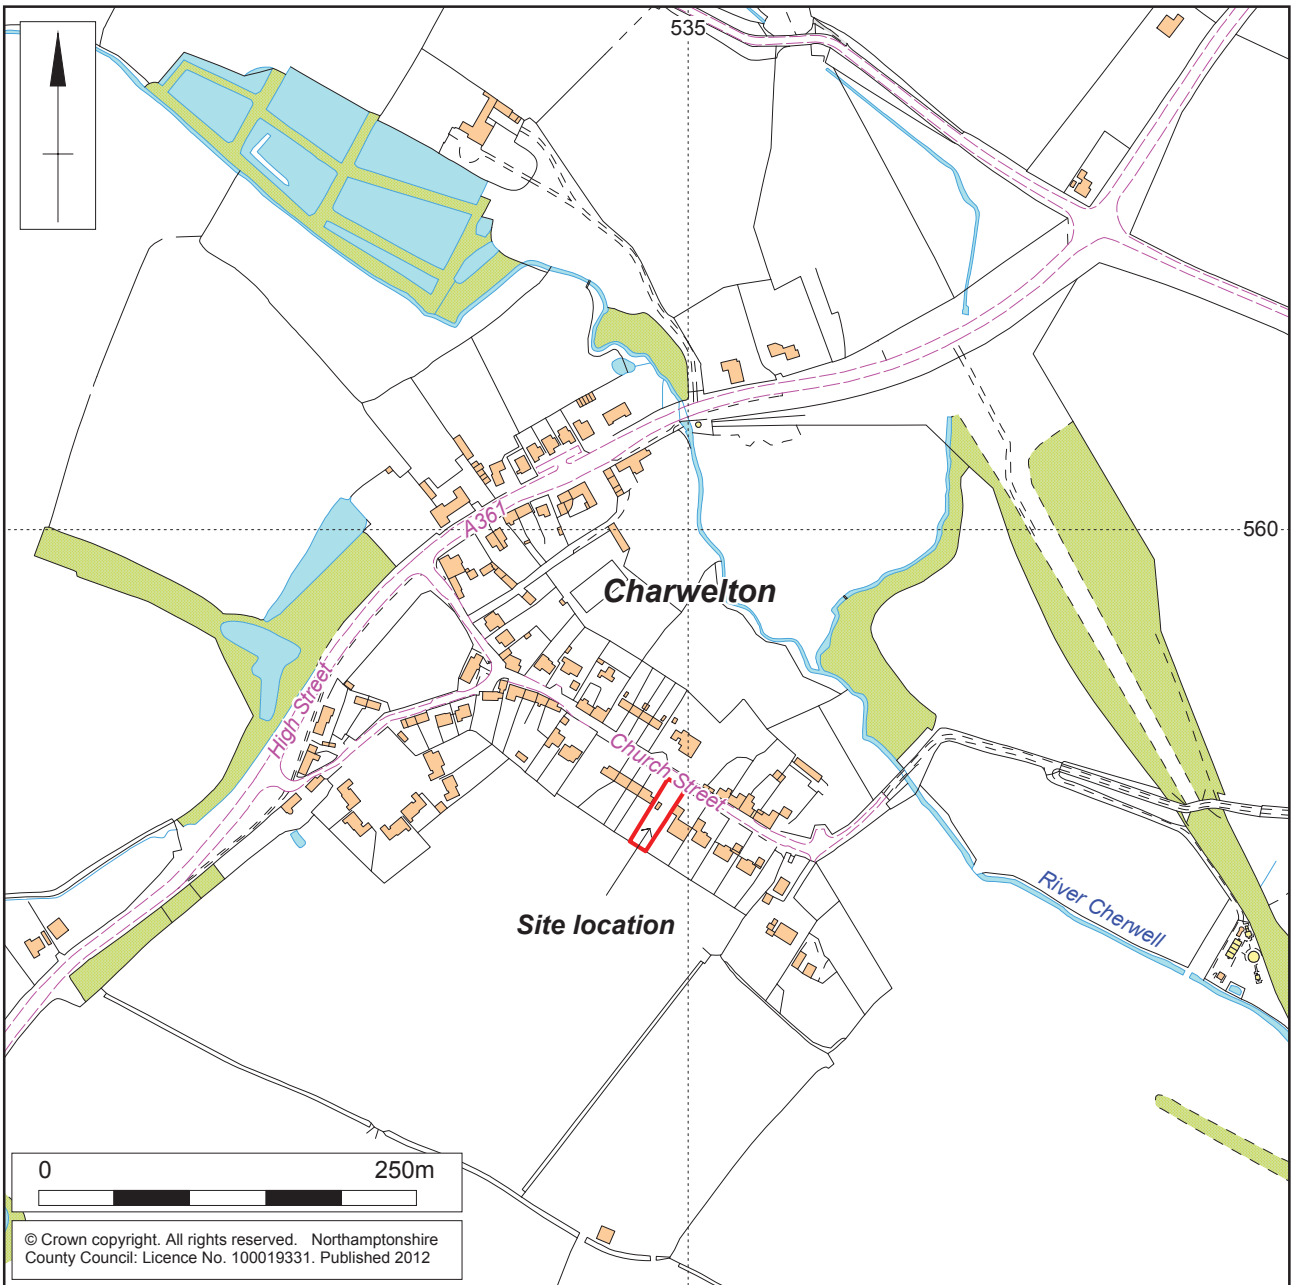 535
A361
560
Charwelton
High Street
Church Street
River Cherwell
Site location
0 250m
© Crown copyright. All rights reserved. Northamptonshire
County Council: Licence No. 100019331. Published 2012